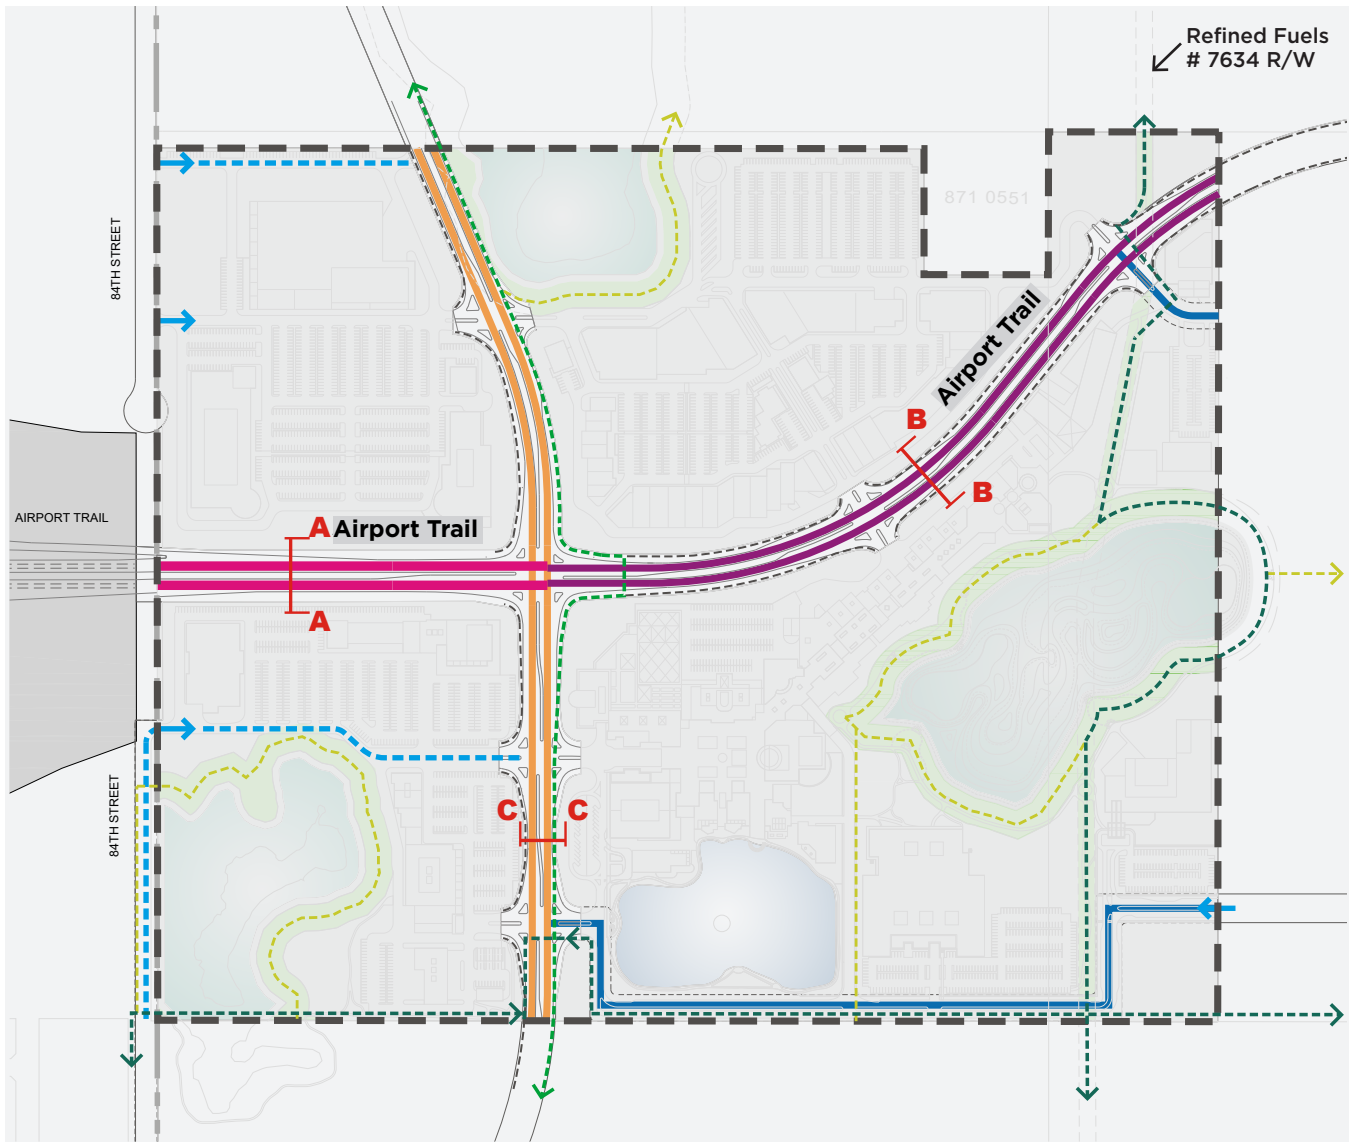 Refined Fuels
# 7634 R/W
871 0551
84TH STREET
Airport Trail
B
B
AIRPORT TRAIL
A Airport Trail
A
84TH STREET
C C